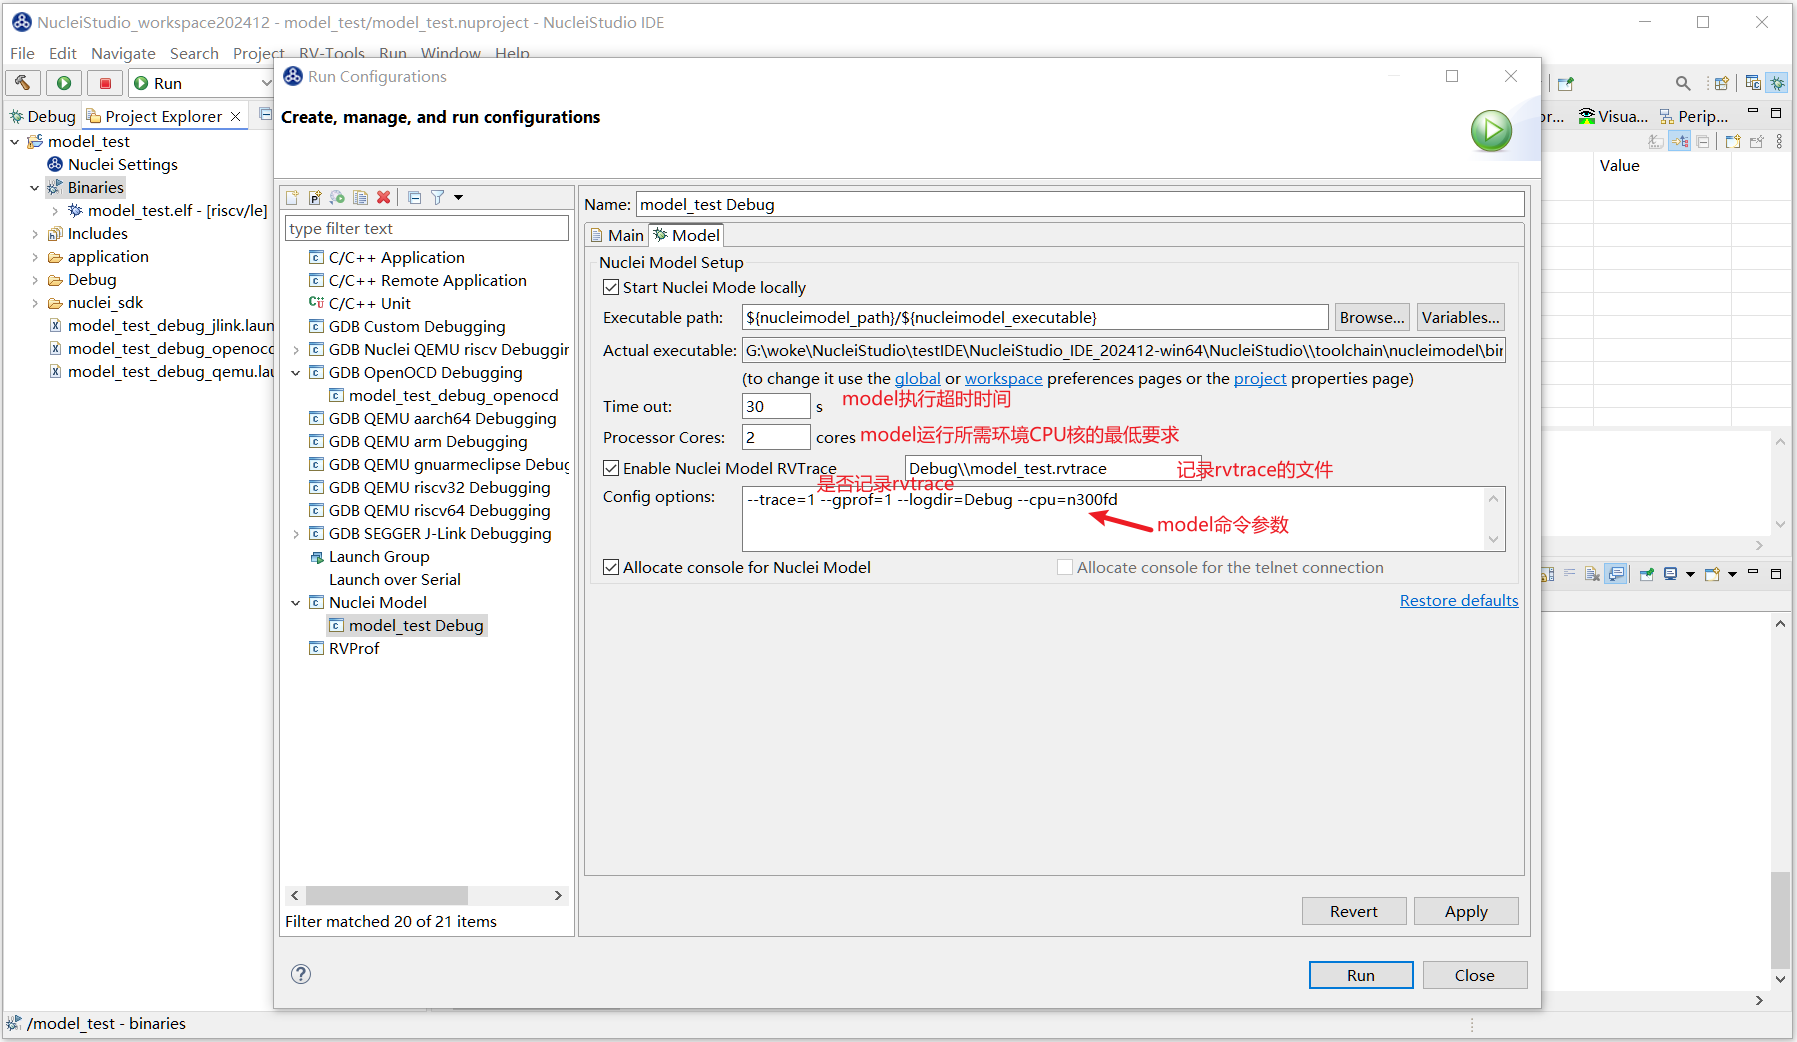 NucleiStudio_workspace202412 - model_test/model_test.nuproject - NucleiStudio IDE
File Edit Navigate Search Project RV-Tools Run Window Help
Run
Debug
Project Explorer
model_test
Nuclei Settings
Binaries
model_test.elf - [riscv/le]
Includes
application
Debug
nuclei_sdk
model_test_debug_jlink.laun
model_test_debug_openoc
model_test_debug_qemu.lau
Run Configurations
Create, manage, and run configurations
type filter text
C/C++ Application
C/C++ Remote Application
C/C++ Unit
GDB Custom Debugging
GDB Nuclei QEMU riscv Debuggin
GDB OpenOCD Debugging
model_test_debug_openocd
GDB QEMU aarch64 Debugging
GDB QEMU arm Debugging
GDB QEMU gnuarmeclipse Debug
GDB QEMU riscv32 Debugging
GDB QEMU riscv64 Debugging
GDB SEGGER J-Link Debugging
Launch Group
Launch over Serial
Nuclei Model
model_test Debug
RVProf
Filter matched 20 of 21 items
Name: model_test Debug
Main Model
Nuclei Model Setup
Start Nuclei Mode locally
Executable path: ${nucleimodel_path}/${nucleimodel_executable} Browse... Variables...
Actual executable: G:\woke\NucleiStudio\testIDE\NucleiStudio_IDE_202412-win64\NucleiStudio\\toolchain\nucleimodel\bin
(to change it use the global or workspace preferences pages or the project properties page)
Time out: 30 s model执行超时时间
Processor Cores: 2 cores model运行所需环境CPU核的最低要求
Enable Nuclei Model RVTrace Debug\\model_test.rvtrace 记录rvtrace的文件
是否记录rvtrace
Config options: --trace=1 --gprof=1 --logdir=Debug --cpu=n300fd
model命令参数
Allocate console for Nuclei Model Allocate console for the telnet connection
Restore defaults
Revert Apply
Run Close
Visua... Perip...
Value
/model_test - binaries